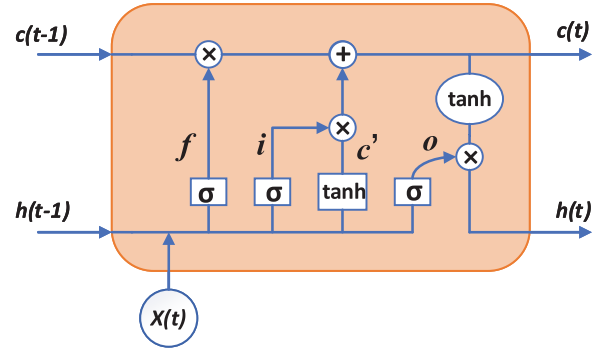 c(t-1)
c(t)
×
+
tanh
f
i
×
c'
o
×
σ
σ
tanh
σ
h(t-1)
h(t)
X(t)